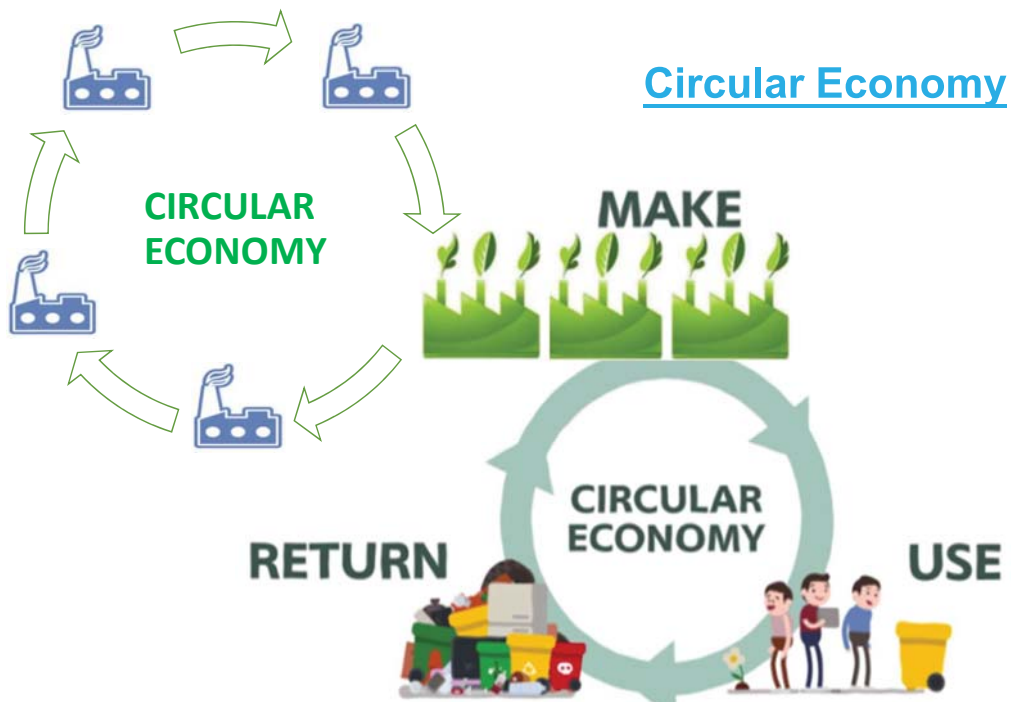 Circular Economy
CIRCULAR
ECONOMY
MAKE
CIRCULAR
ECONOMY
RETURN
USE